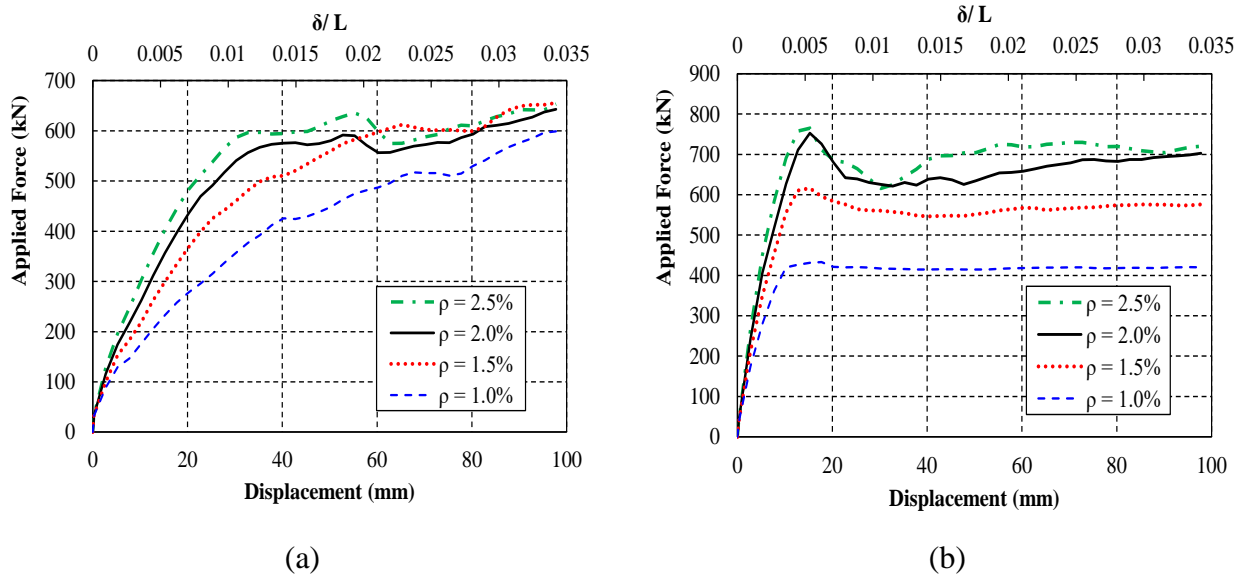 δ/ L
0 0.005 0.01 0.015 0.02 0.025 0.03 0.035
700
600
500
400
300
200
100
0
Applied Force (kN)
ρ = 2.5%
ρ = 2.0%
ρ = 1.5%
ρ = 1.0%
0 20 40 60 80 100
Displacement (mm)
(a)
δ/ L
0 0.005 0.01 0.015 0.02 0.025 0.03 0.035
900
800
700
600
500
400
300
200
100
0
Applied Force (kN)
ρ = 2.5%
ρ = 2.0%
ρ = 1.5%
ρ = 1.0%
0 20 40 60 80 100
Displacement (mm)
(b)